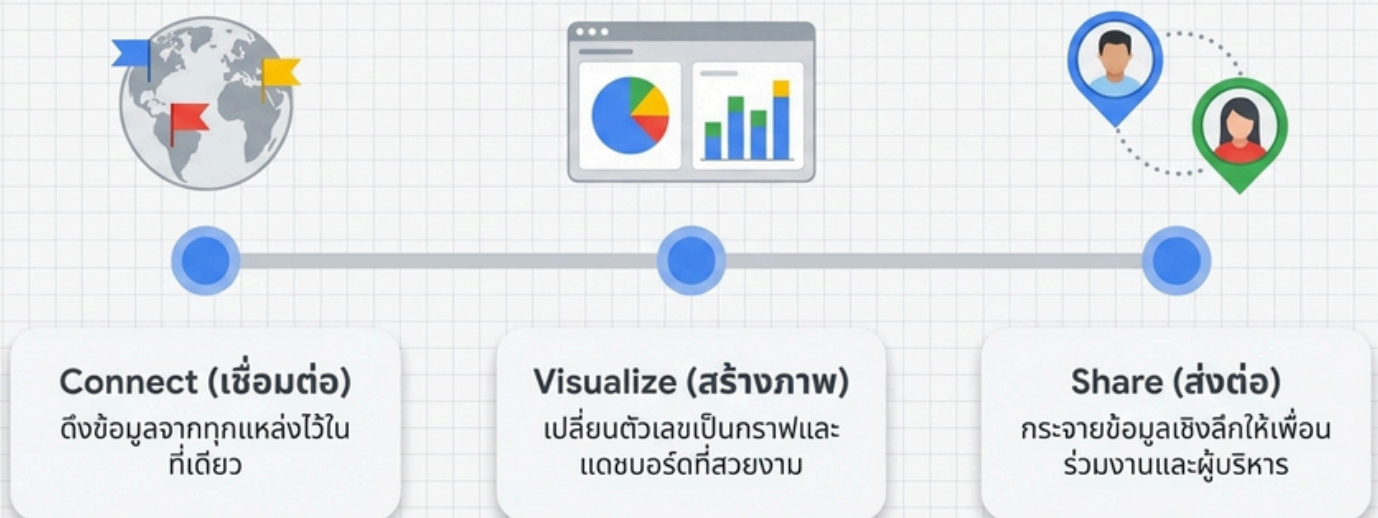 Connect (เชื่อมต่อ)
ดึงข้อมูลจากทุกแหล่งไว้ใน
ที่เดียว
Visualize (สร้างภาพ)
เปลี่ยนตัวเลขเป็นกราฟและ
แดชบอร์ดที่สวยงาม
Share (ส่งต่อ)
กระจายข้อมูลเชิงลึกให้เพื่อน
ร่วมงานและผู้บริหาร